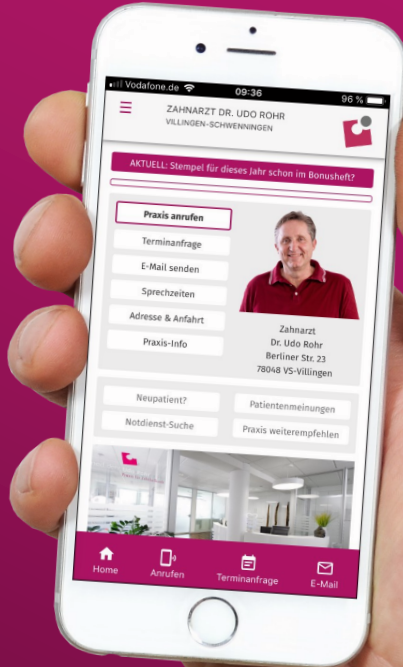 Vodafone.de
09:36
96 %
ZAHNARZT DR. UDO ROHR
VILLINGEN-SCHWENNINGEN
AKTUELL: Stempel für dieses Jahr schon im Bonusheft?
Praxis anrufen
Terminanfrage
E-Mail senden
Sprechzeiten
Adresse & Anfahrt
Praxis-Info
Zahnarzt
Dr. Udo Rohr
Berliner Str. 23
78048 VS-Villingen
Neupatient?
Patientenmeinungen
Notdienst-Suche
Praxis weiterempfehlen
Home
Anrufen
Terminanfrage
E-Mail